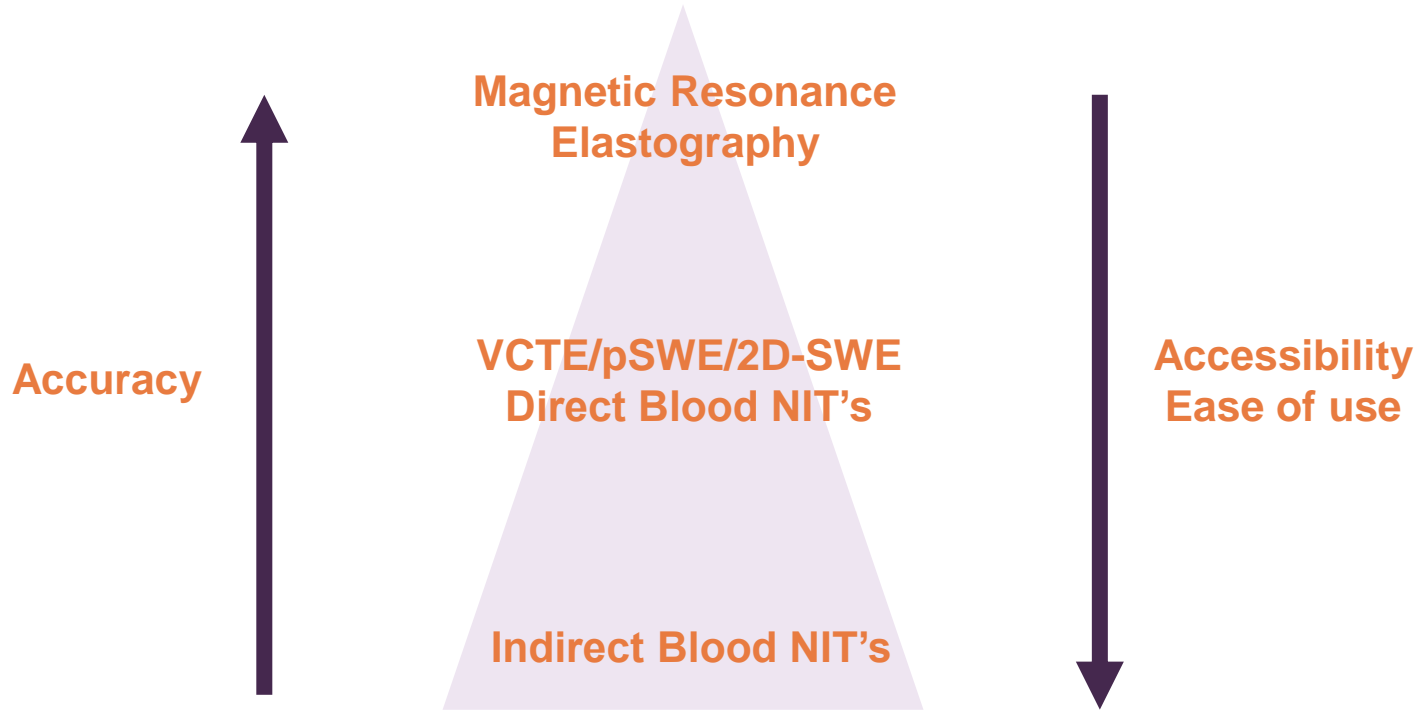 Magnetic Resonance
Elastography
Accuracy
VCTE/pSWE/2D-SWE
Direct Blood NIT’s
Accessibility
Ease of use
Indirect Blood NIT’s